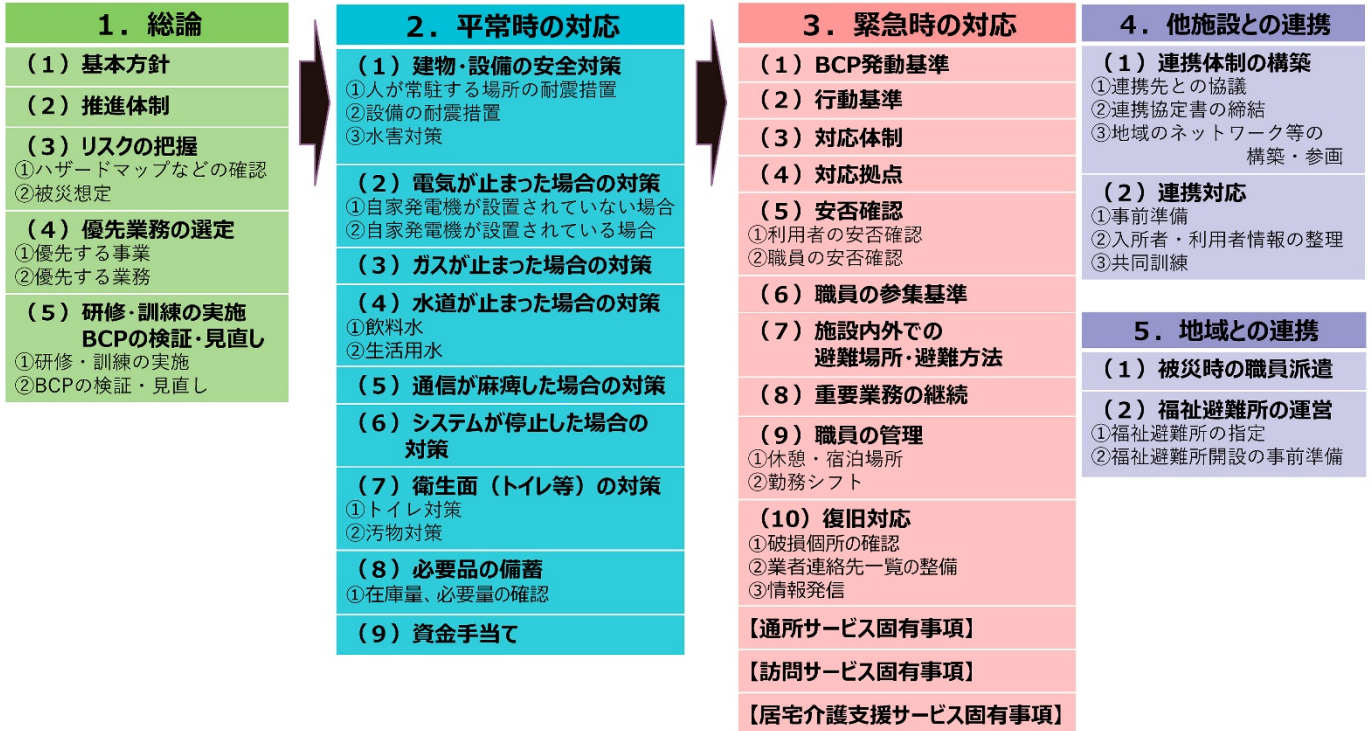 1．総論
（1）基本方針
（2）推進体制
（3）リスクの把握
①ハザードマップなどの確認
②被災想定
（4）優先業務の選定
①優先する事業
②優先する業務
（5）研修・訓練の実施
BCPの検証・見直し
①研修・訓練の実施
②BCPの検証・見直し
2．平常時の対応
（1）建物・設備の安全対策
①人が常駐する場所の耐震措置
②設備の耐震措置
③水害対策
（2）電気が止まった場合の対策
①自家発電機が設置されていない場合
②自家発電機が設置されている場合
（3）ガスが止まった場合の対策
（4）水道が止まった場合の対策
①飲料水
②生活用水
（5）通信が麻痺した場合の対策
（6）システムが停止した場合の
対策
（7）衛生面（トイレ等）の対策
①トイレ対策
②汚物対策
（8）必要品の備蓄
①在庫量、必要量の確認
（9）資金手当て
3．緊急時の対応
（1）BCP発動基準
（2）行動基準
（3）対応体制
（4）対応拠点
（5）安否確認
①利用者の安否確認
②職員の安否確認
（6）職員の参集基準
（7）施設内外での
避難場所・避難方法
（8）重要業務の継続
（9）職員の管理
①休憩・宿泊場所
②勤務シフト
（10）復旧対応
①破損個所の確認
②業者連絡先一覧の整備
③情報発信
【通所サービス固有事項】
【訪問サービス固有事項】
【居宅介護支援サービス固有事項】
4．他施設との連携
（1）連携体制の構築
①連携先との協議
②連携協定書の締結
③地域のネットワーク等の
構築・参画
（2）連携対応
①事前準備
②入所者・利用者情報の整理
③共同訓練
5．地域との連携
（1）被災時の職員派遣
（2）福祉避難所の運営
①福祉避難所の指定
②福祉避難所開設の事前準備